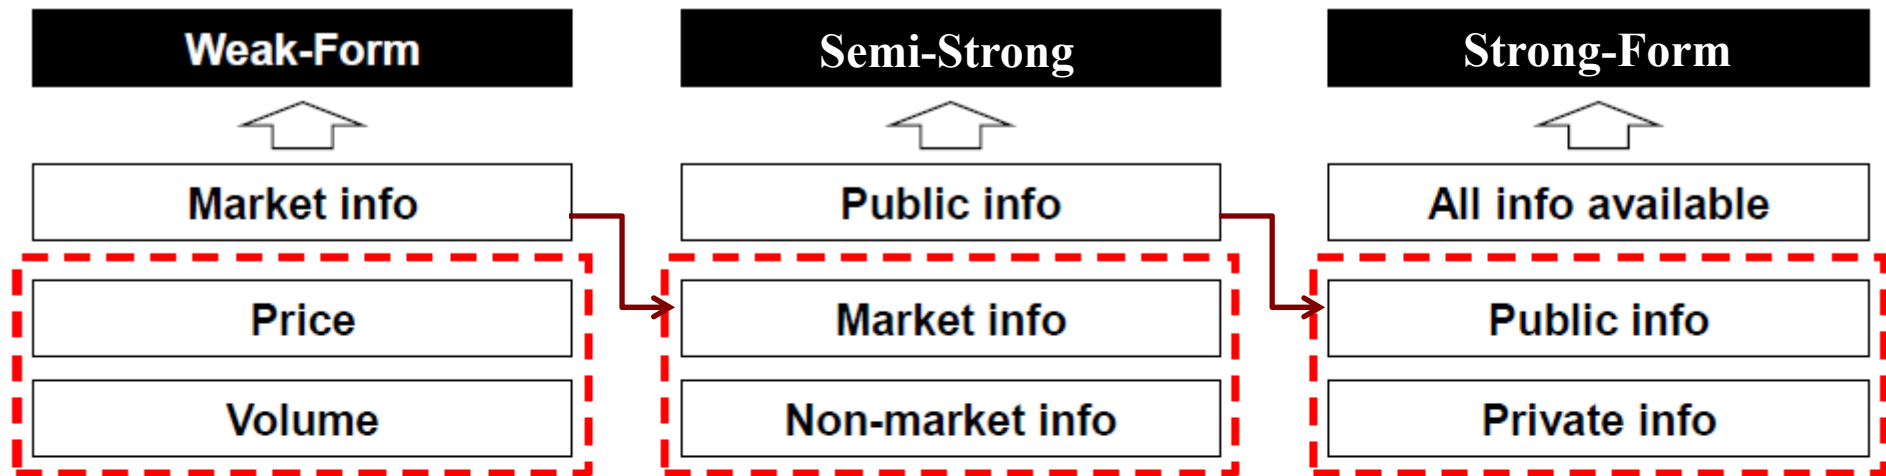 Weak-Form
Semi-Strong
Strong-Form
Market info
Public info
All info available
Price
Market info
Public info
Volume
Non-market info
Private info